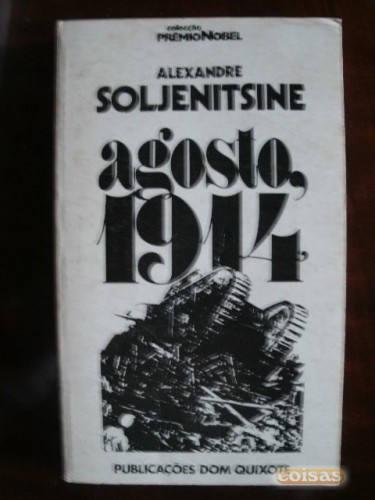 colecção
PRÉMIO NOBEL
ALEXANDRE
SOLJENITSINE
agosto,
1914
PUBLICAÇÕES DOM QUIXOTE
coisas